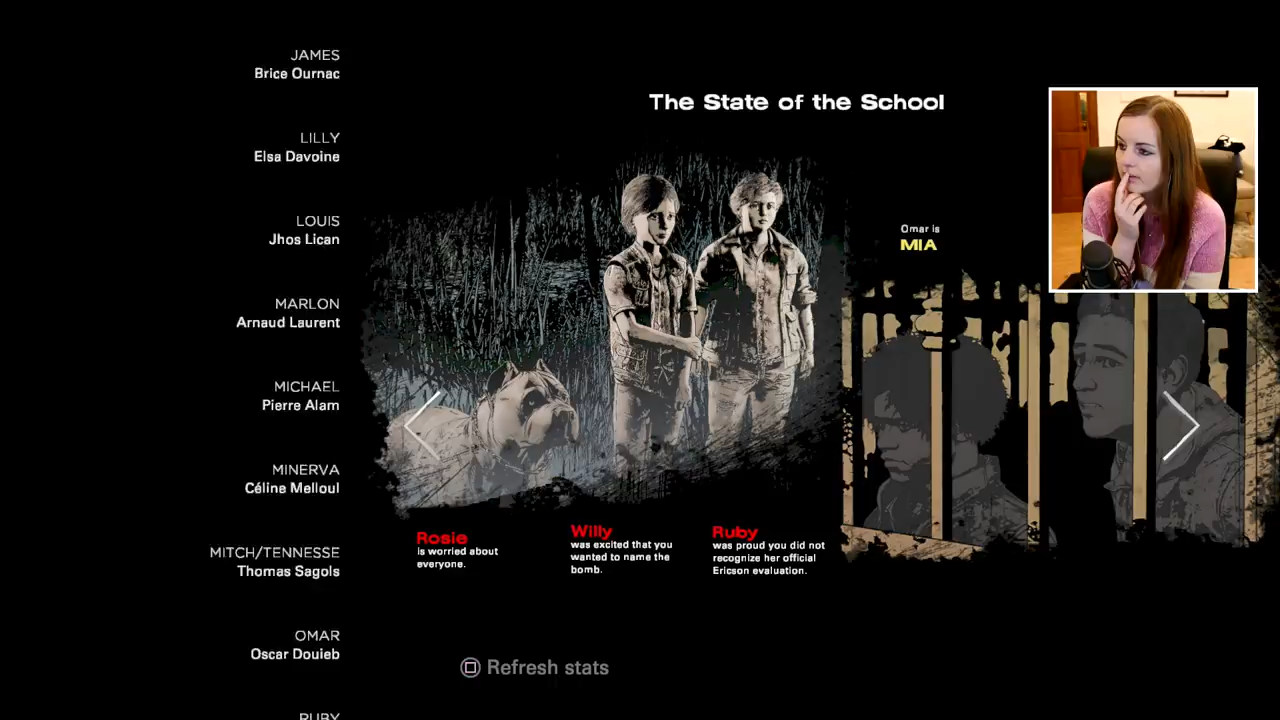 JAMES
Brice Ournac
LILLY
Elsa Davoine
LOUIS
Jhos Lican
MARLON
Arnaud Laurent
MICHAEL
Pierre Alam
MINERVA
Céline Melloul
MITCH/TENNESSE
Thomas Sagols
OMAR
Oscar Douieb
RUBY
The State of the School
Omar is
MIA
Rosie
is worried about
everyone.
Willy
was excited that you
wanted to name the
bomb.
Ruby
was proud you did not
recognize her official
Ericson evaluation.
Refresh stats